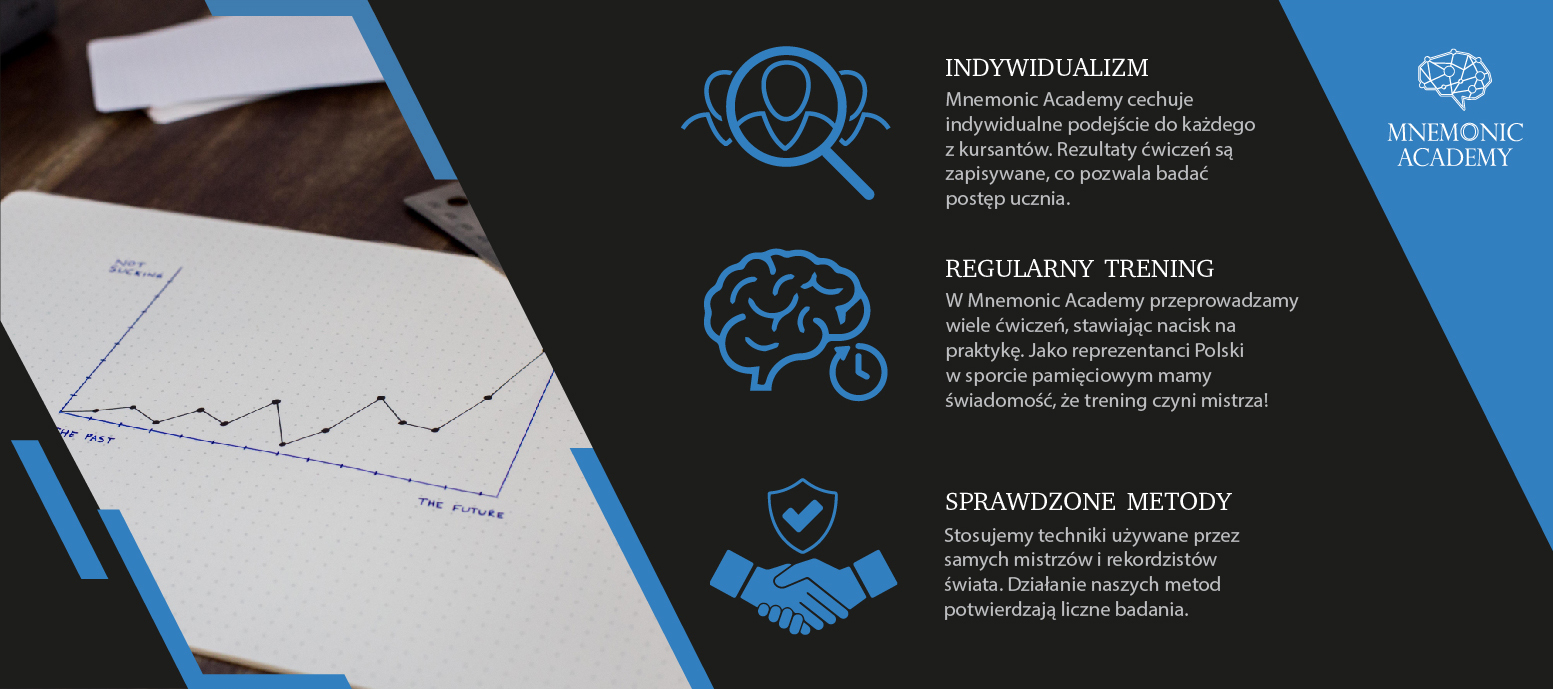 NOT
SUCKING
THE PAST
THE FUTURE
INDYWIDUALIZM
Mnemonic Academy cechuje
indywidualne podejście do każdego
z kursantów. Rezultaty ćwiczeń są
zapisywane, co pozwala badać
postęp ucznia.
REGULARNY TRENING
W Mnemonic Academy przeprowadzamy
wiele ćwiczeń, stawiając nacisk na
praktykę. Jako reprezentanci Polski
w sporcie pamięciowym mamy
świadomość, że trening czyni mistrza!
SPRAWDZONE METODY
Stosujemy techniki używane przez
samych mistrzów i rekordzistów
świata. Działanie naszych metod
potwierdzają liczne badania.
MNEMONIC
ACADEMY